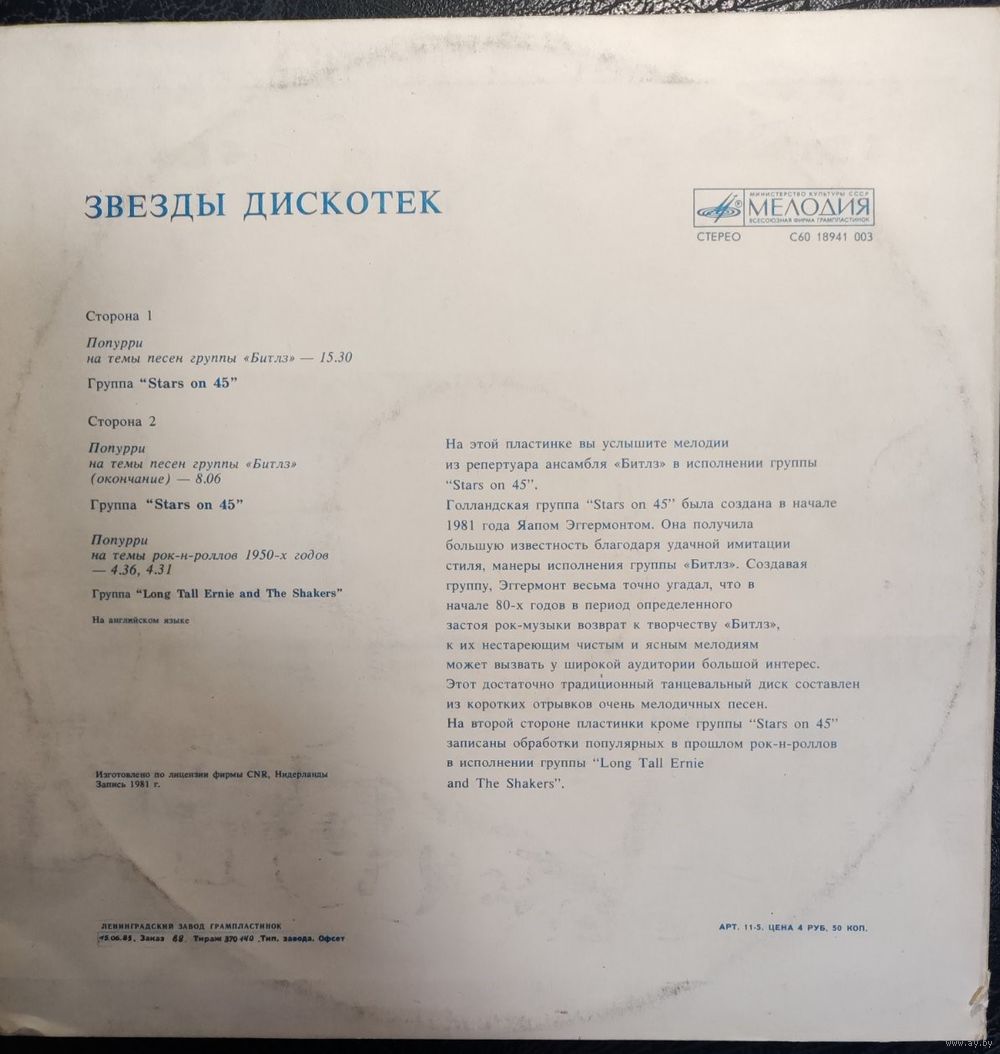 ЗВЕЗДЫ ДИСКОТЕК
МИНИСТЕРСТВО КУЛЬТУРЫ СССР
МЕЛОДИЯ
ВСЕСОЮЗНАЯ ФИРМА ГРАМПЛАСТИНОК
СТЕРЕО С60 18941 003
Сторона 1
Попурри
на темы песен группы «Битлз» — 15.30
Группа “Stars on 45”
Сторона 2
Попурри
на темы песен группы «Битлз»
(окончание) — 8.06
Группа “Stars on 45”
Попурри
на темы рок-н-роллов 1950-х годов
— 4.36, 4.31
Группа “Long Tall Ernie and The Shakers”
На английском языке
На этой пластинке вы услышите мелодии
из репертуара ансамбля «Битлз» в исполнении группы
“Stars on 45”.
Голландская группа “Stars on 45” была создана в начале
1981 года Яапом Эггермонтом. Она получила
большую известность благодаря удачной имитации
стиля, манеры исполнения группы «Битлз». Создавая
группу, Эггермонт весьма точно угадал, что в
начале 80-х годов в период определенного
застоя рок-музыки возврат к творчеству «Битлз»,
к их нестареющим чистым и ясным мелодиям
может вызвать у широкой аудитории большой интерес.
Этот достаточно традиционный танцевальный диск составлен
из коротких отрывков очень мелодичных песен.
На второй стороне пластинки кроме группы “Stars on 45”
записаны обработки популярных в прошлом рок-н-роллов
в исполнении группы “Long Tall Ernie
and The Shakers”.
Изготовлено по лицензии фирмы CNR, Нидерланды
Запись 1981 г.
ЛЕНИНГРАДСКИЙ ЗАВОД ГРАМПЛАСТИНОК
Заказ 68. Тираж 370 Тип. завода. Офсет
АРТ. 11-5. ЦЕНА 4 РУБ. 50 КОП.
www.ay.by